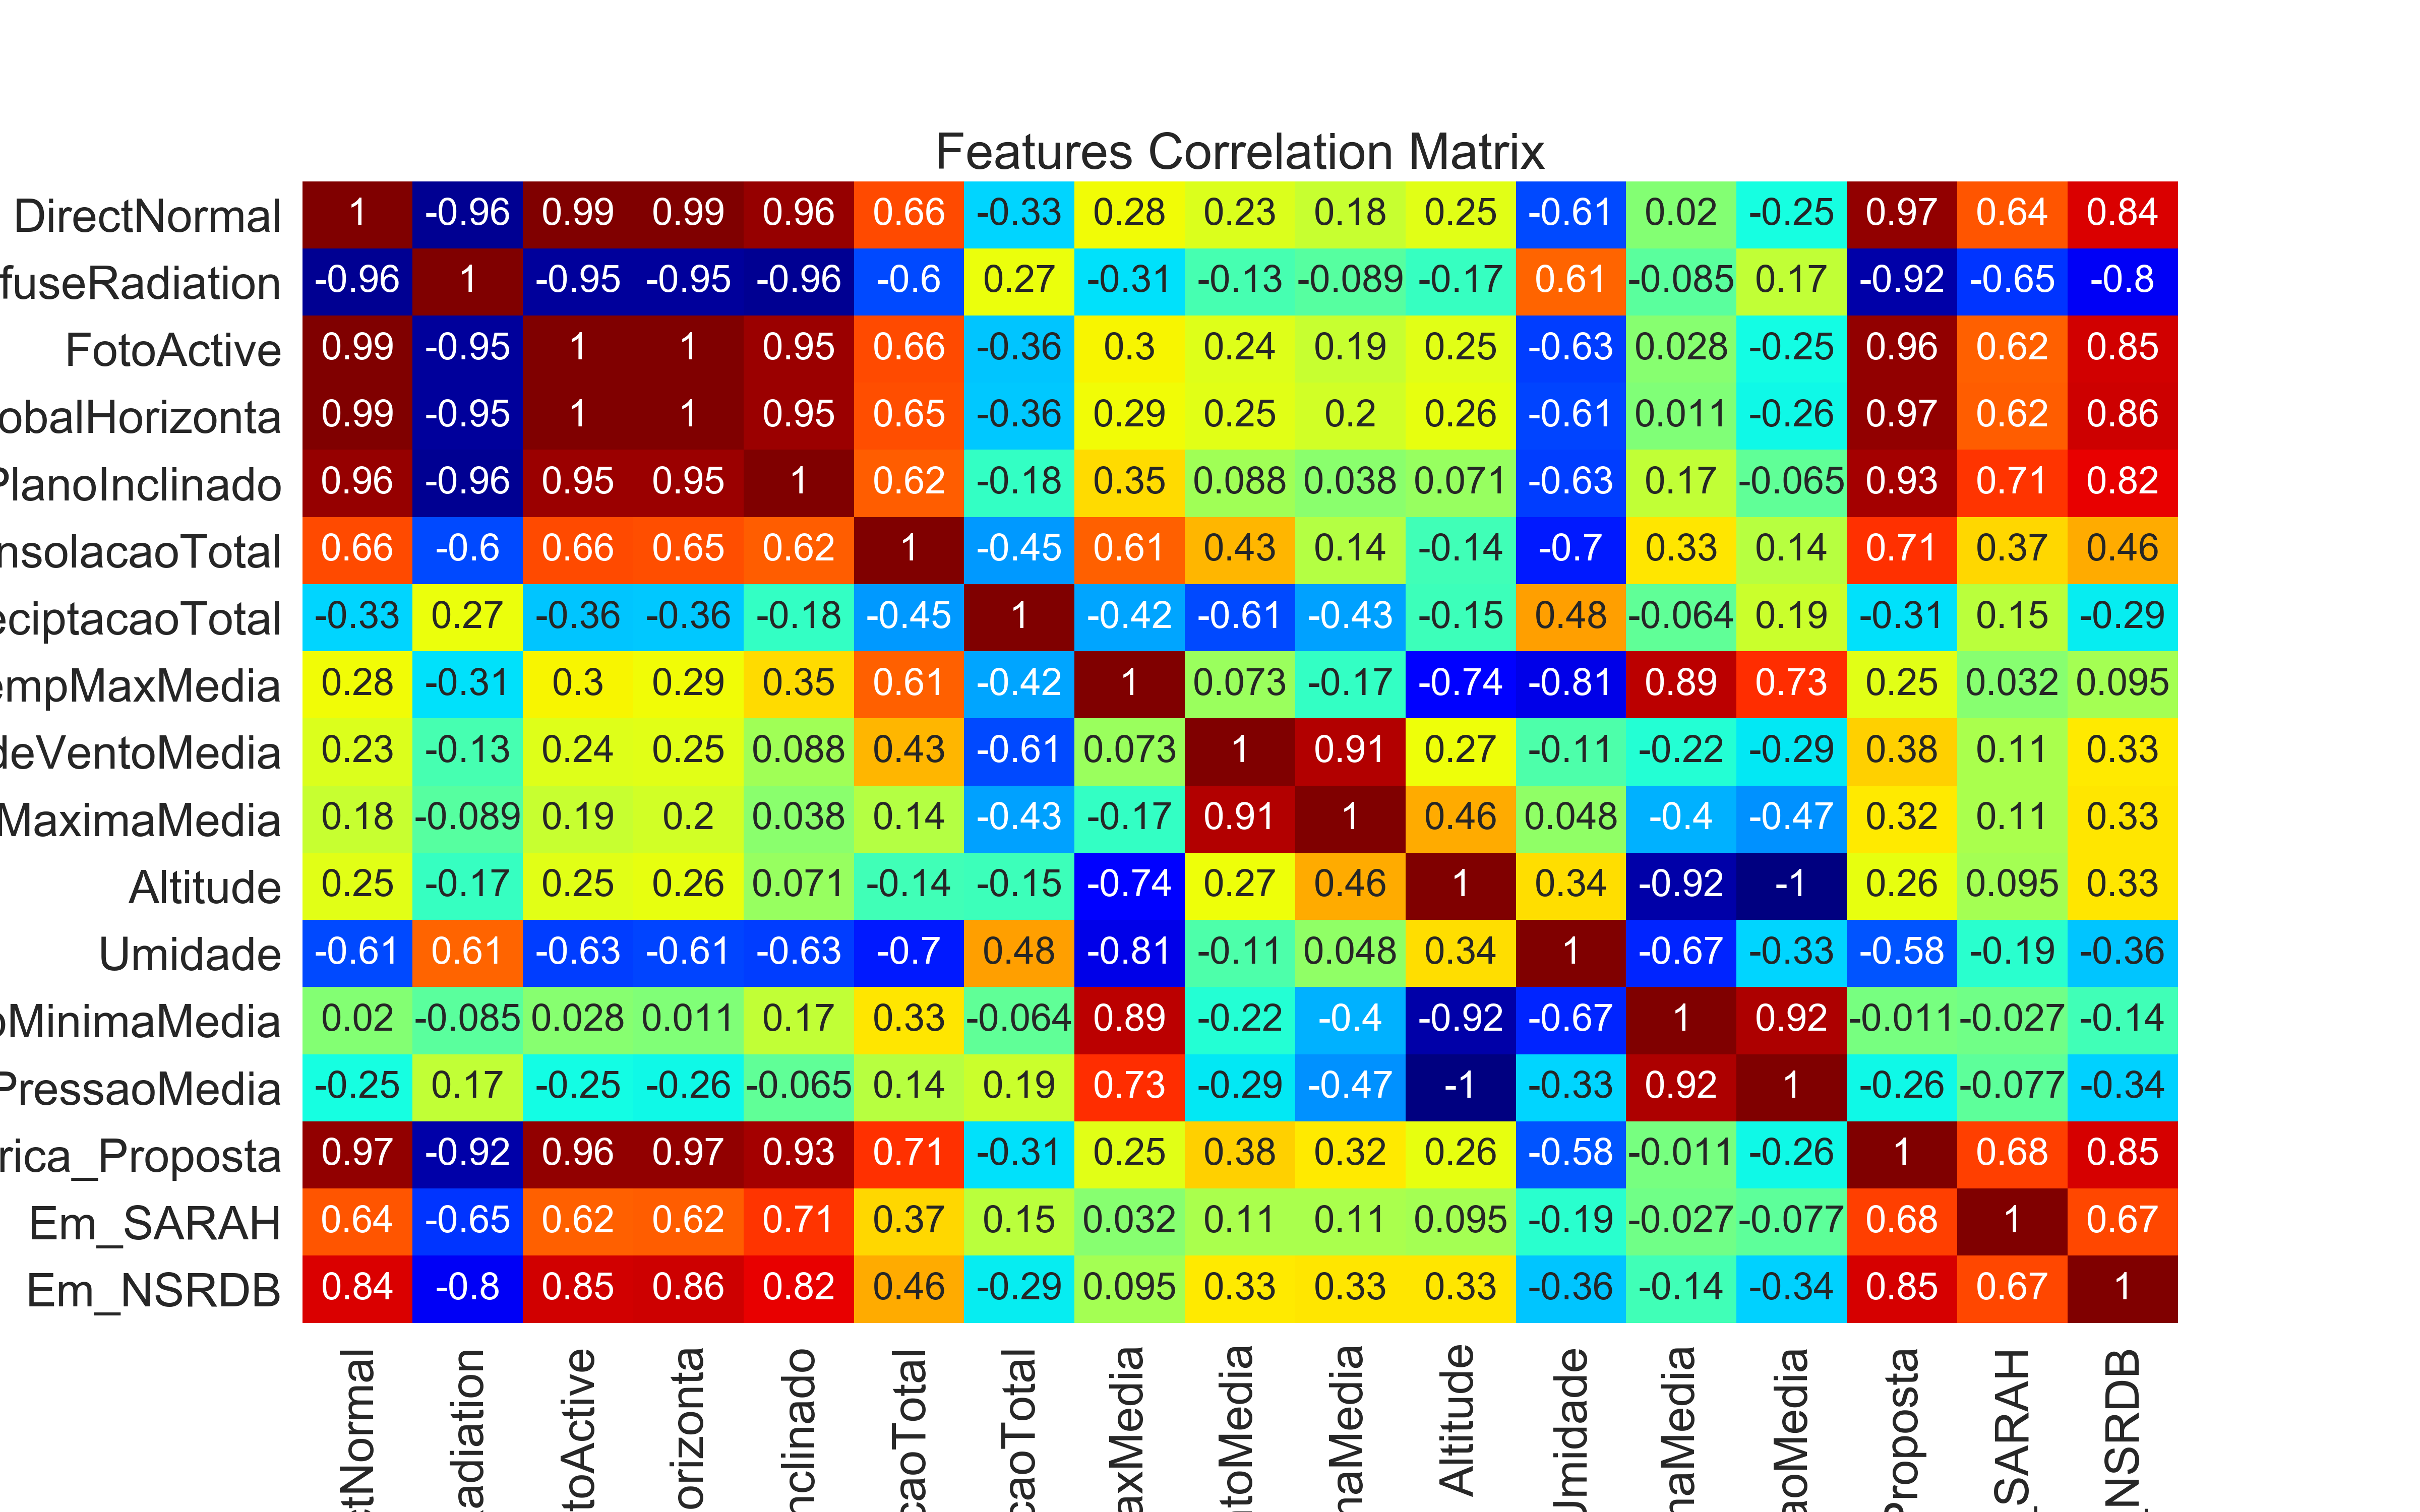 Features Correlation Matrix
DirectNormal 1 -0.96 0.99 0.99 0.96 0.66 -0.33 0.28 0.23 0.18 0.25 -0.61 0.02 -0.25 0.97 0.64 0.84
fuseRadiation -0.96 1 -0.95 -0.95 -0.96 -0.6 0.27 -0.31 -0.13 -0.089 -0.17 0.61 -0.085 0.17 -0.92 -0.65 -0.8
FotoActive 0.99 -0.95 1 1 0.95 0.66 -0.36 0.3 0.24 0.19 0.25 -0.63 0.028 -0.25 0.96 0.62 0.85
obalHorizonta 0.99 -0.95 1 1 0.95 0.65 -0.36 0.29 0.25 0.2 0.26 -0.61 0.011 -0.26 0.97 0.62 0.86
PlanoInclinado 0.96 -0.96 0.95 0.95 1 0.62 -0.18 0.35 0.088 0.038 0.071 -0.63 0.17 -0.065 0.93 0.71 0.82
nsolacaoTotal 0.66 -0.6 0.66 0.65 0.62 1 -0.45 0.61 0.43 0.14 -0.14 -0.7 0.33 0.14 0.71 0.37 0.46
eciptacaoTotal -0.33 0.27 -0.36 -0.36 -0.18 -0.45 1 -0.42 -0.61 -0.43 -0.15 0.48 -0.064 0.19 -0.31 0.15 -0.29
empMaxMedia 0.28 -0.31 0.3 0.29 0.35 0.61 -0.42 1 0.073 -0.17 -0.74 -0.81 0.89 0.73 0.25 0.032 0.095
deVentoMedia 0.23 -0.13 0.24 0.25 0.088 0.43 -0.61 0.073 1 0.91 0.27 -0.11 -0.22 -0.29 0.38 0.11 0.33
MaximaMedia 0.18 -0.089 0.19 0.2 0.038 0.14 -0.43 -0.17 0.91 1 0.46 0.048 -0.4 -0.47 0.32 0.11 0.33
Altitude 0.25 -0.17 0.25 0.26 0.071 -0.14 -0.15 -0.74 0.27 0.46 1 0.34 -0.92 -1 0.26 0.095 0.33
Umidade -0.61 0.61 -0.63 -0.61 -0.63 -0.7 0.48 -0.81 -0.11 0.048 0.34 1 -0.67 -0.33 -0.58 -0.19 -0.36
oMinimaMedia 0.02 -0.085 0.028 0.011 0.17 0.33 -0.064 0.89 -0.22 -0.4 -0.92 -0.67 1 0.92 -0.011 -0.027 -0.14
PressaoMedia -0.25 0.17 -0.25 -0.26 -0.065 0.14 0.19 0.73 -0.29 -0.47 -1 -0.33 0.92 1 -0.26 -0.077 -0.34
rica_Proposta 0.97 -0.92 0.96 0.97 0.93 0.71 -0.31 0.25 0.38 0.32 0.26 -0.58 -0.011 -0.26 1 0.68 0.85
Em_SARAH 0.64 -0.65 0.62 0.62 0.71 0.37 0.15 0.032 0.11 0.11 0.095 -0.19 -0.027 -0.077 0.68 1 0.67
Em_NSRDB 0.84 -0.8 0.85 0.86 0.82 0.46 -0.29 0.095 0.33 0.33 0.33 -0.36 -0.14 -0.34 0.85 0.67 1
stNormal adiation toActive orizonta nclinado caoTotal caoTotal axMedia ntoMedia naMedia Altitude Umidade naMedia aoMedia Proposta _SARAH _NSRDB